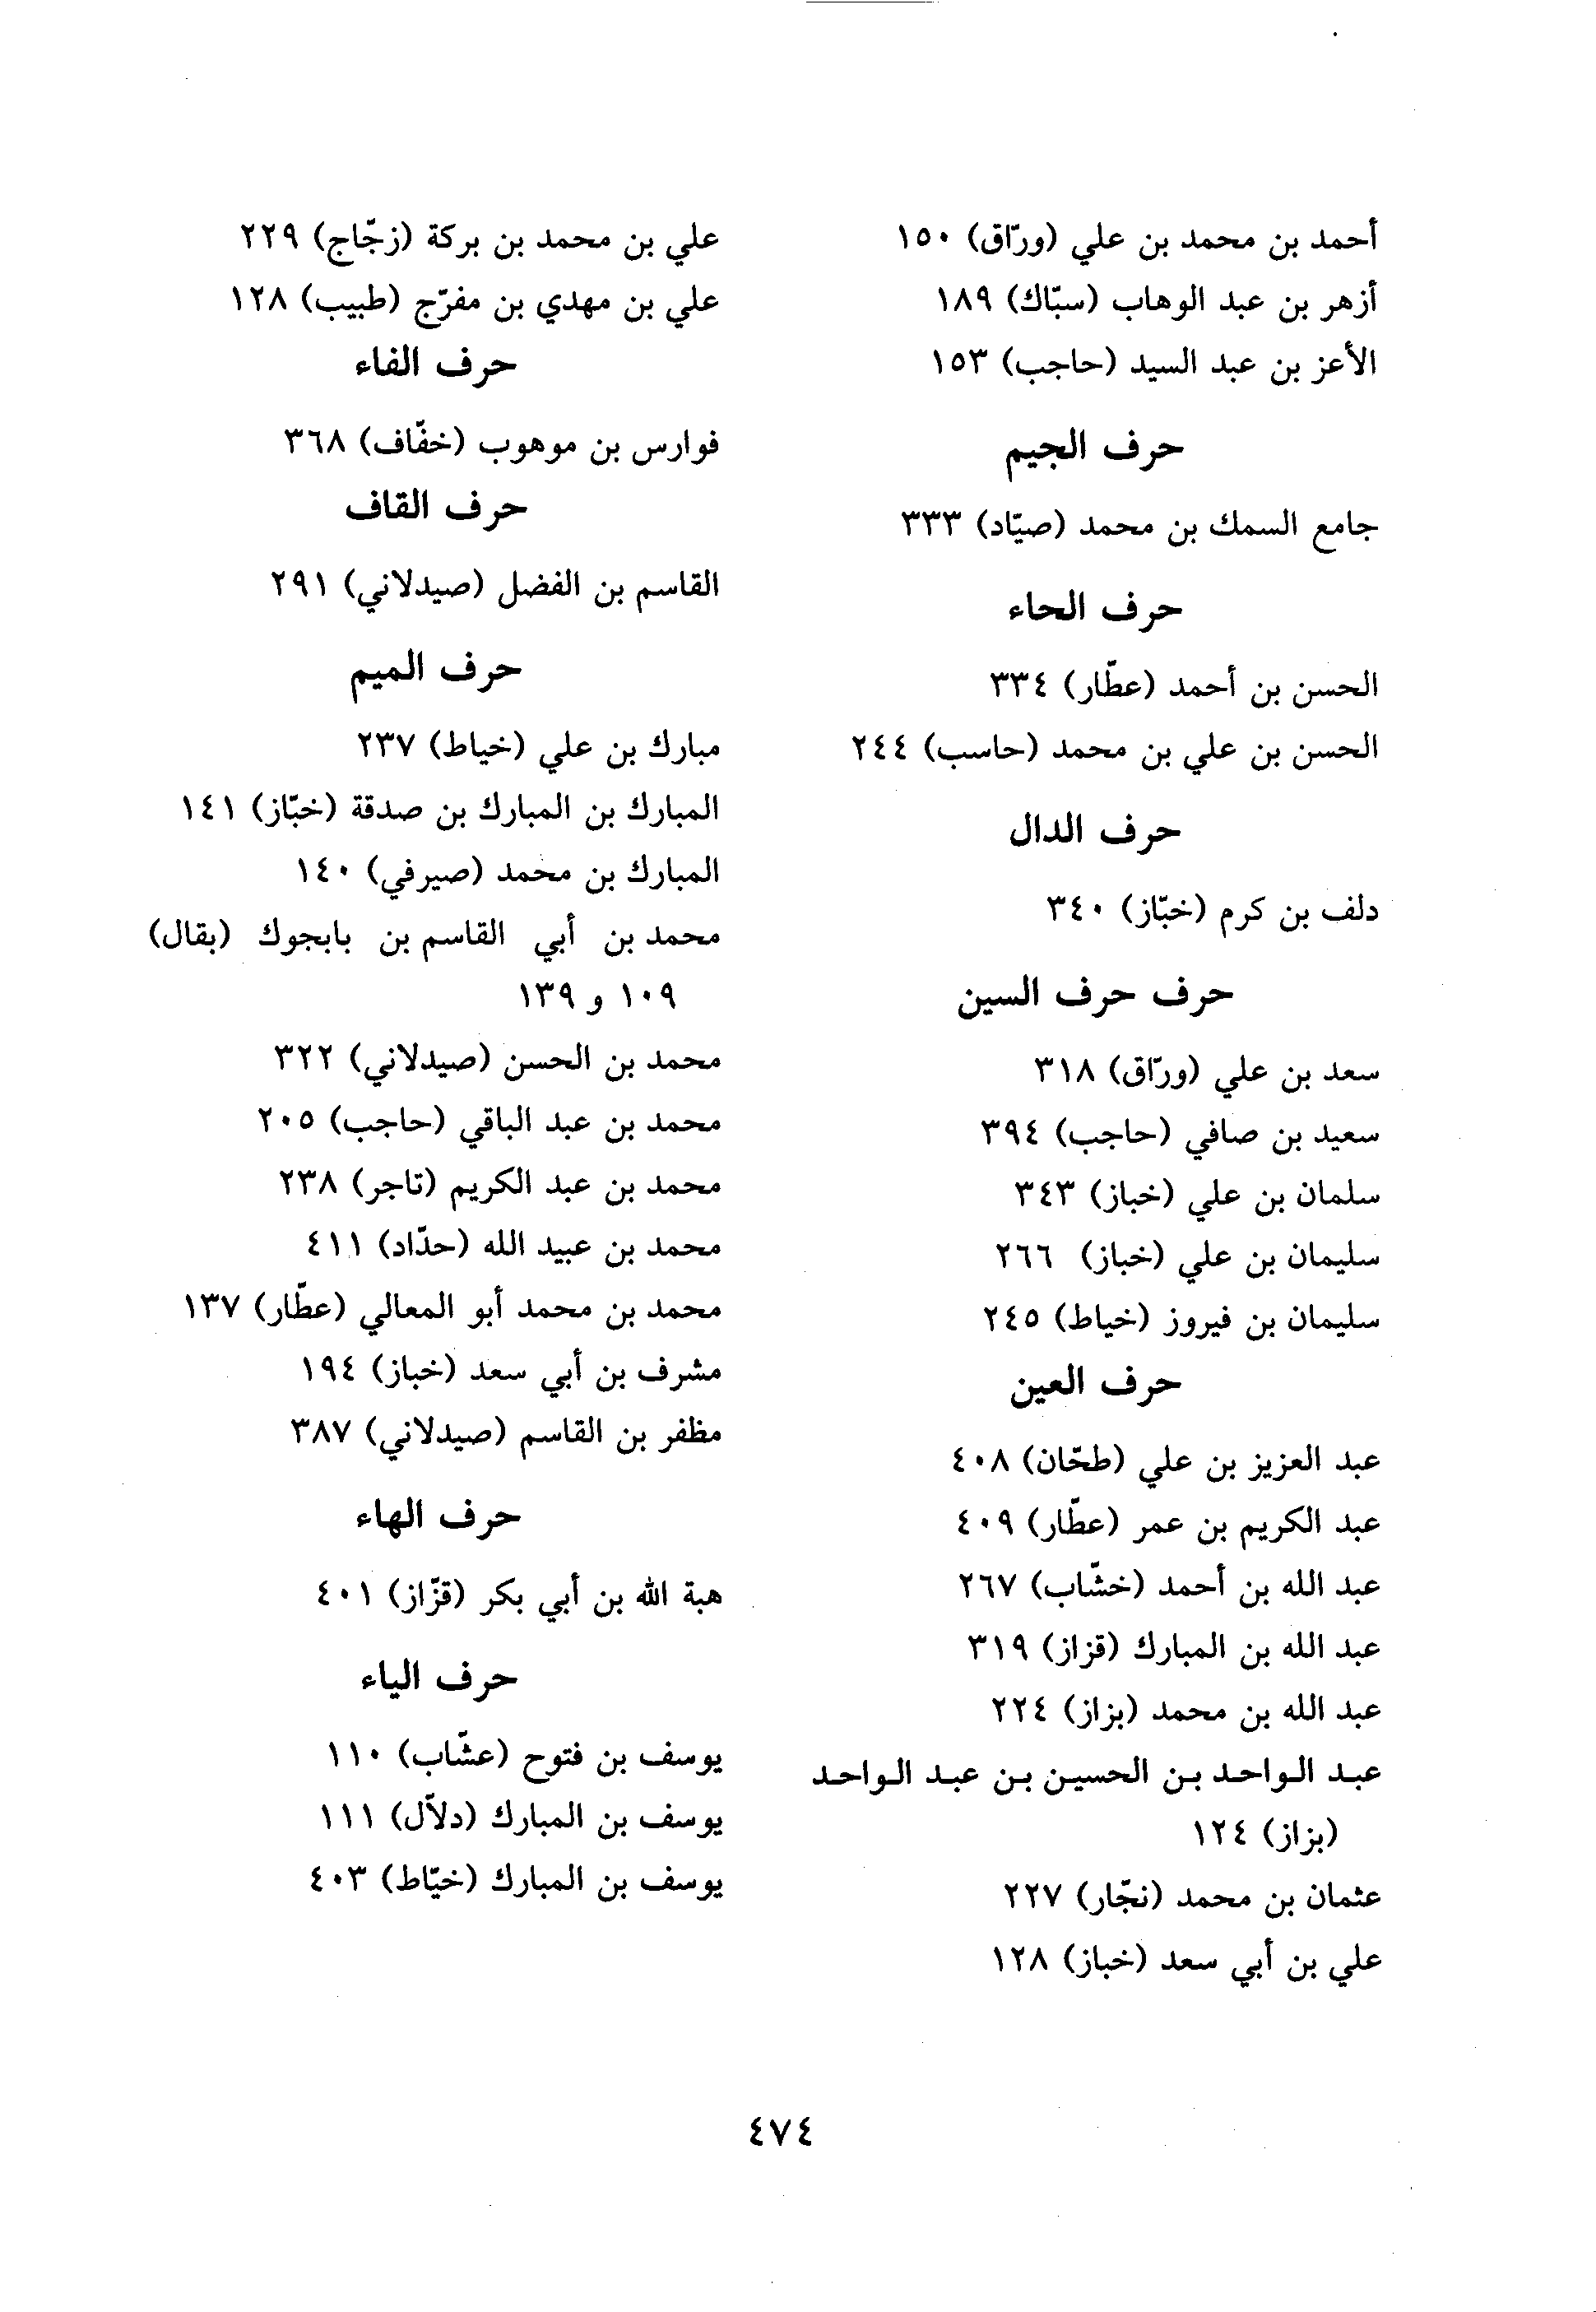 أحمد بن محمد بن علي (ورّاق) ١٥٠
أزهر بن عبد الوهاب (سبّاك) ١٨٩
الأعز بن عبد السيد (حاجب) ١٥٣
حرف الجيم
جامع السمك بن محمد (صيّاد) ٣٣٣
حرف الحاء
الحسن بن أحمد (عطّار) ٣٣٤
الحسن بن علي بن محمد (حاسب) ٢٤٤
حرف الدال
دلف بن كرم (خبّاز) ٣٤٠
حرف حرف السين
سعد بن علي (ورّاق) ٣١٨
سعيد بن صافي (حاجب) ٣٩٤
سلمان بن علي (خباز) ٣٤٣
سليمان بن علي (خباز) ٢٦٦
سليمان بن فيروز (خياط) ٢٤٥
حرف العين
عبد العزيز بن علي (طحّان) ٤٠٨
عبد الكريم بن عمر (عطّار) ٤٠٩
عبد الله بن أحمد (خشّاب) ٢٦٧
عبد الله بن المبارك (قزاز) ٣١٩
عبد الله بن محمد (بزاز) ٢٢٤
عبد الواحد بن الحسين بن عبد الواحد
(بزاز) ١٢٤
عثمان بن محمد (نجّار) ٢٢٧
علي بن أبي سعد (خباز) ١٢٨
علي بن محمد بن بركة (زجّاج) ٢٢٩
علي بن مهدي بن مفرّج (طبيب) ١٢٨
حرف الفاء
فوارس بن موهوب (خفّاف) ٣٦٨
حرف القاف
القاسم بن الفضل (صيدلاني) ٢٩١
حرف الميم
مبارك بن علي (خياط) ٢٣٧
المبارك بن المبارك بن صدقة (خبّاز) ١٤١
المبارك بن محمد (صيرفي) ١٤٠
محمد بن أبي القاسم بن بابجوك (بقال)
١٠٩ و ١٣٩
محمد بن الحسن (صيدلاني) ٣٢٢
محمد بن عبد الباقي (حاجب) ٢٠٥
محمد بن عبد الكريم (تاجر) ٢٣٨
محمد بن عبيد الله (حدّاد) ٤١١
محمد بن محمد أبو المعالي (عطّار) ١٣٧
مشرف بن أبي سعد (خباز) ١٩٤
مظفر بن القاسم (صيدلاني) ٣٨٧
حرف الهاء
هبة الله بن أبي بكر (قزّاز) ٤٠١
حرف الياء
يوسف بن فتوح (عشّاب) ١١٠
يوسف بن المبارك (دلاّل) ١١١
يوسف بن المبارك (خيّاط) ٤٠٣
٤٧٤